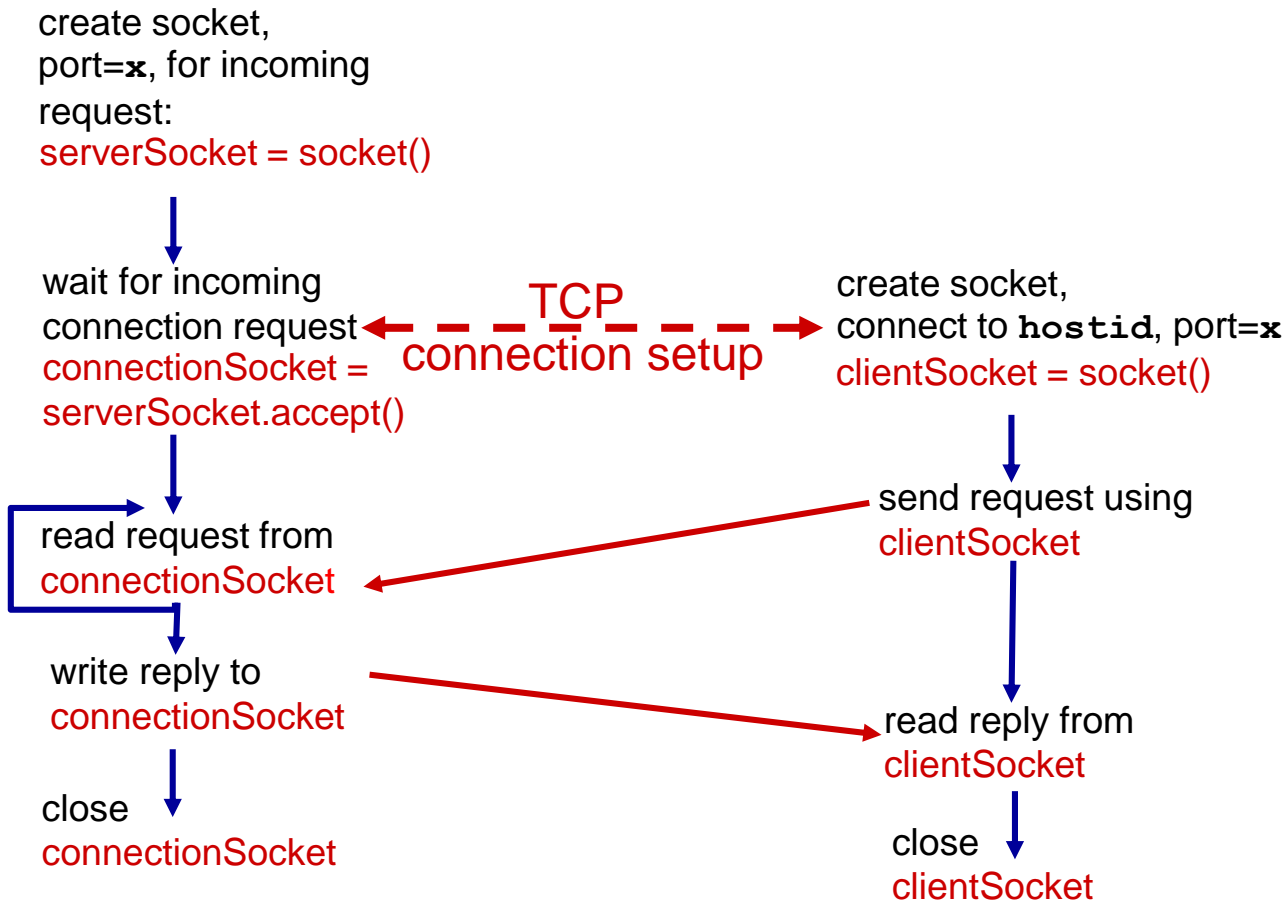 create socket,
port=x, for incoming
request:
serverSocket = socket()
wait for incoming
connection request
connectionSocket =
serverSocket.accept()
TCP
connection setup
create socket,
connect to hostid, port=x
clientSocket = socket()
read request from
connectionSocket
send request using
clientSocket
write reply to
connectionSocket
read reply from
clientSocket
close
connectionSocket
close
clientSocket